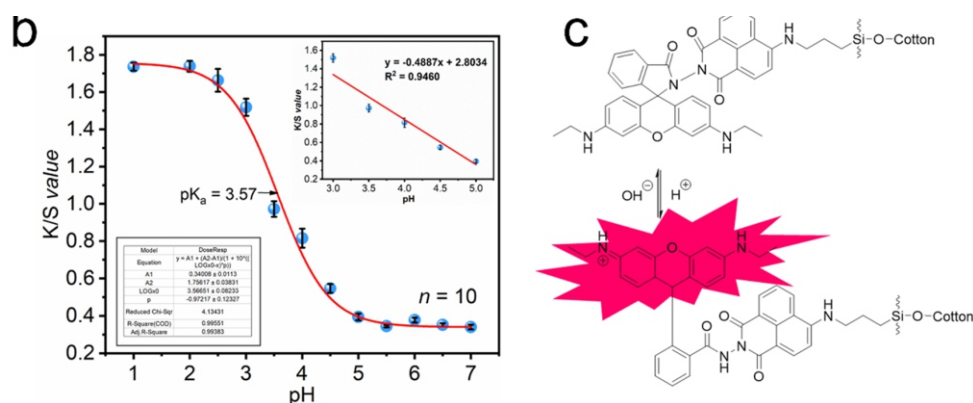 b
K/S value
1.8
1.6
1.4
1.2
1.0
0.8
0.6
0.4
0.2
1 2 3 4 5 6 7
pH
pKa = 3.57
n = 10
Model DoseResp
Equation y = A1 + (A2-A1)/(1 + 10^((LOGx0-x)*p))
A1 0.34008 ± 0.0113
A2 1.75617 ± 0.03831
LOGx0 3.56651 ± 0.08233
p -0.97217 ± 0.12327
Reduced Chi-Sqr 4.13431
R-Square(COD) 0.99551
Adj. R-Square 0.99383
K/S value
1.8
1.6
1.4
1.2
1.0
0.8
0.6
0.4
0.2
3.0 3.5 4.0 4.5 5.0
pH
y = -0.4887x + 2.8034
R² = 0.9460
c
O
O
N
N
O
H
N
Si
O
Cotton
N
H
O
N
H
OH⊖
H⊕
H
N
⊕
O
H
N
O
N
H
N
O
O
N
H
Si
O
Cotton